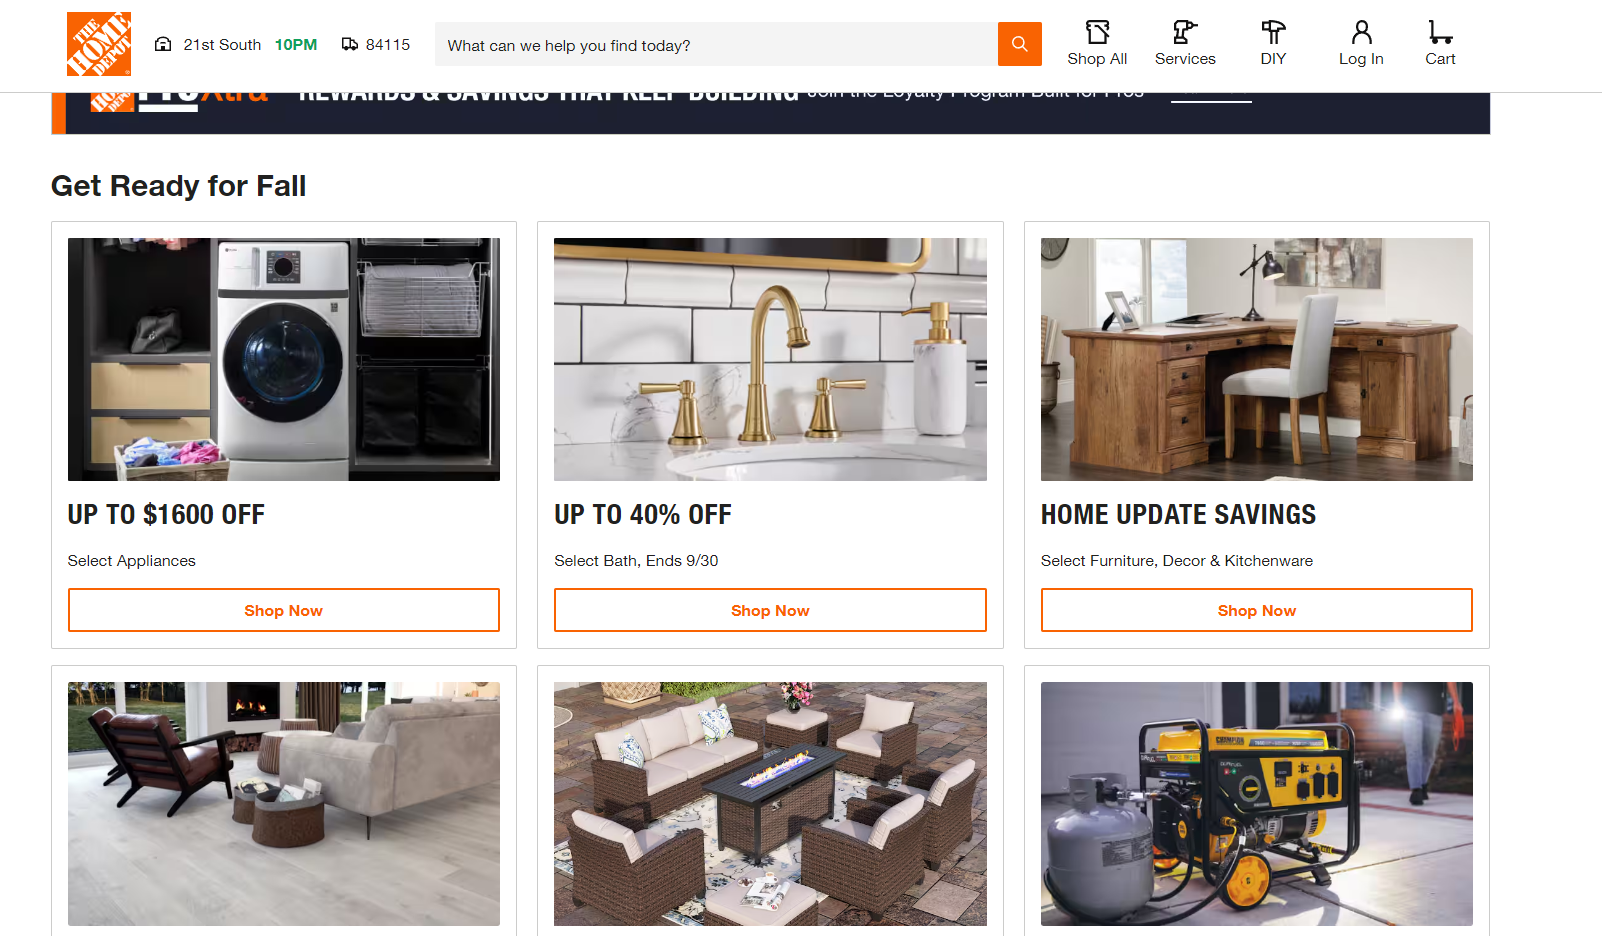 THE HOME DEPOT
21st South 10PM 84115
What can we help you find today?
Shop All Services DIY Log In Cart
Pro Xtra REWARDS & SAVINGS THAT KEEP BUILDING Join the Loyalty Program Built for Pros
Get Ready for Fall
UP TO $1600 OFF
Select Appliances
Shop Now
UP TO 40% OFF
Select Bath, Ends 9/30
Shop Now
HOME UPDATE SAVINGS
Select Furniture, Decor & Kitchenware
Shop Now
CHAMPION